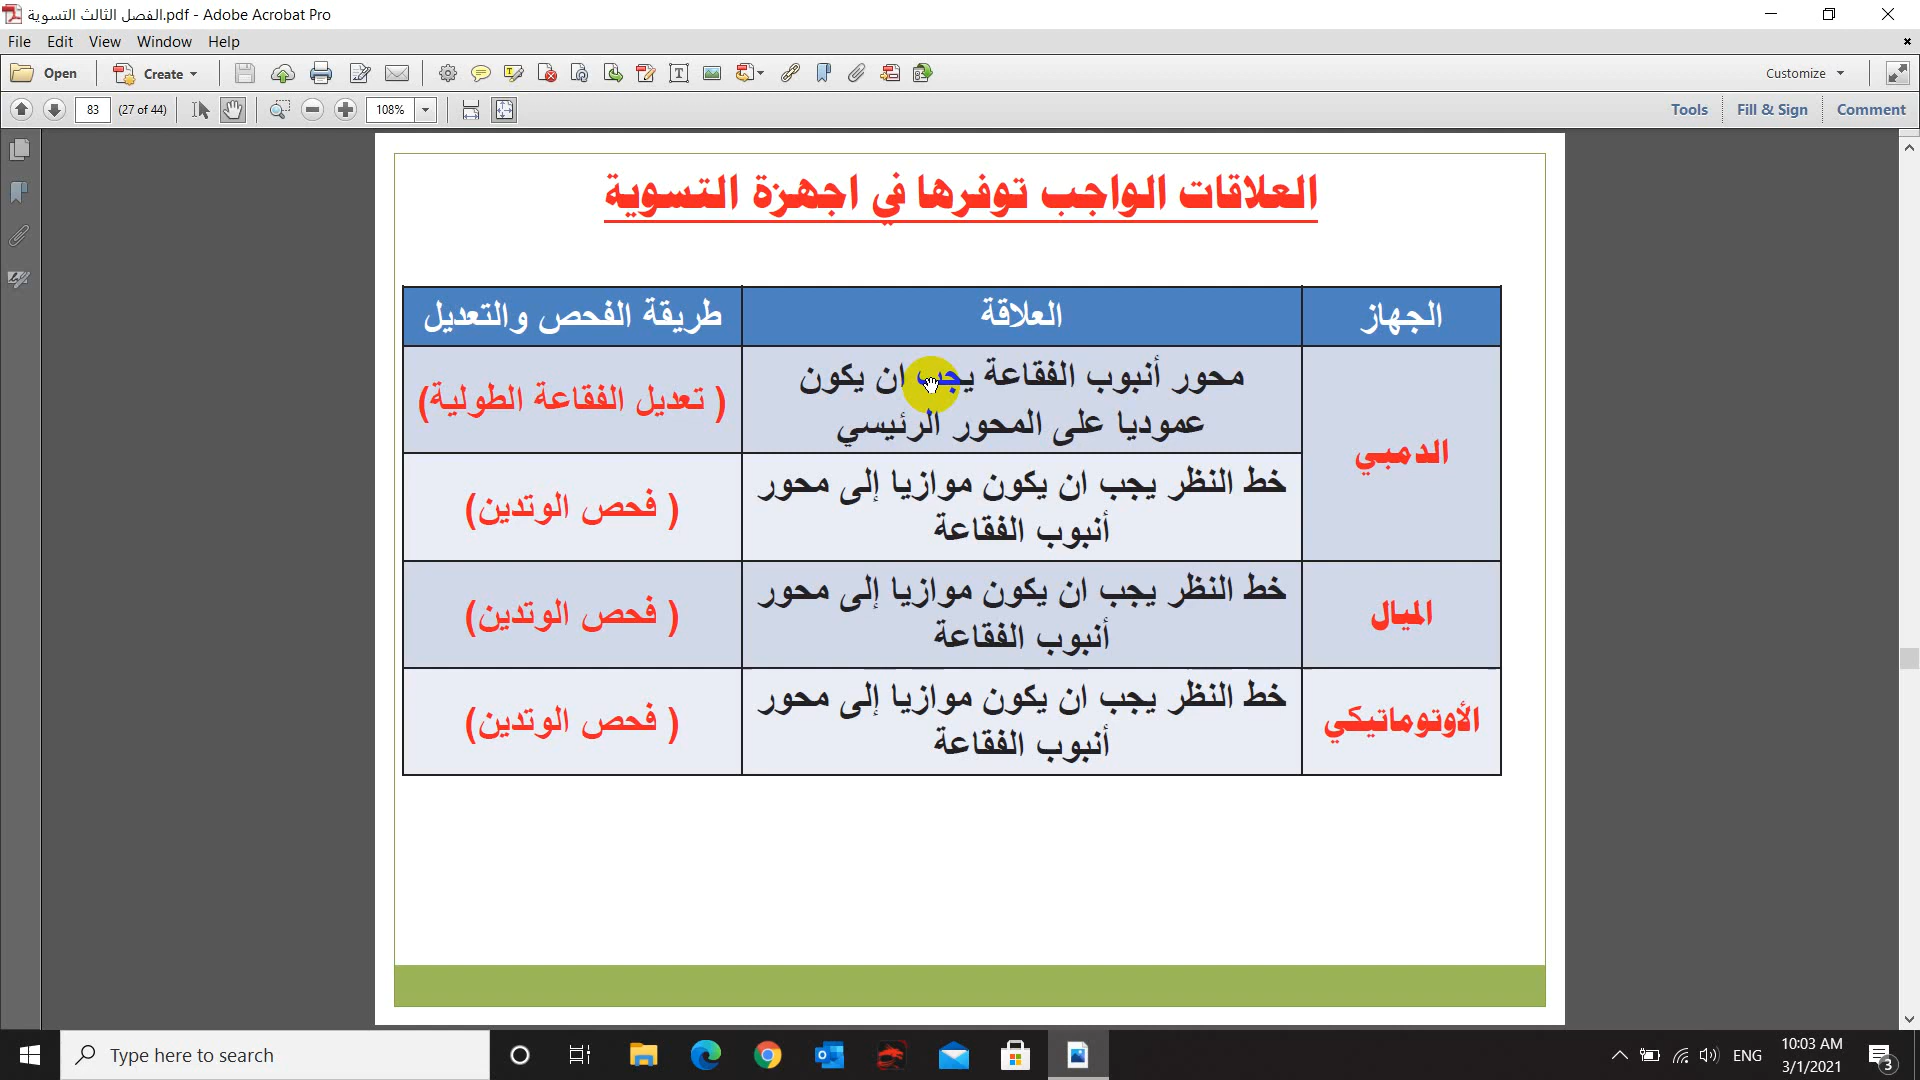 الفصل الثالث التسوية.pdf - Adobe Acrobat Pro
File Edit View Window Help
Open Create Customize
83 (27 of 44) 108% Tools Fill & Sign Comment
العلاقات الواجب توفرها في اجهزة التسوية
الجهاز العلاقة طريقة الفحص والتعديل
الدمبي
محور أنبوب الفقاعة يجب ان يكون
عموديا على المحور الرئيسي
( تعديل الفقاعة الطولية)
خط النظر يجب ان يكون موازيا إلى محور
أنبوب الفقاعة
( فحص الوتدين)
الميال
خط النظر يجب ان يكون موازيا إلى محور
أنبوب الفقاعة
( فحص الوتدين)
الأوتوماتيكي
خط النظر يجب ان يكون موازيا إلى محور
أنبوب الفقاعة
( فحص الوتدين)
Type here to search
ENG
10:03 AM
3/1/2021
3